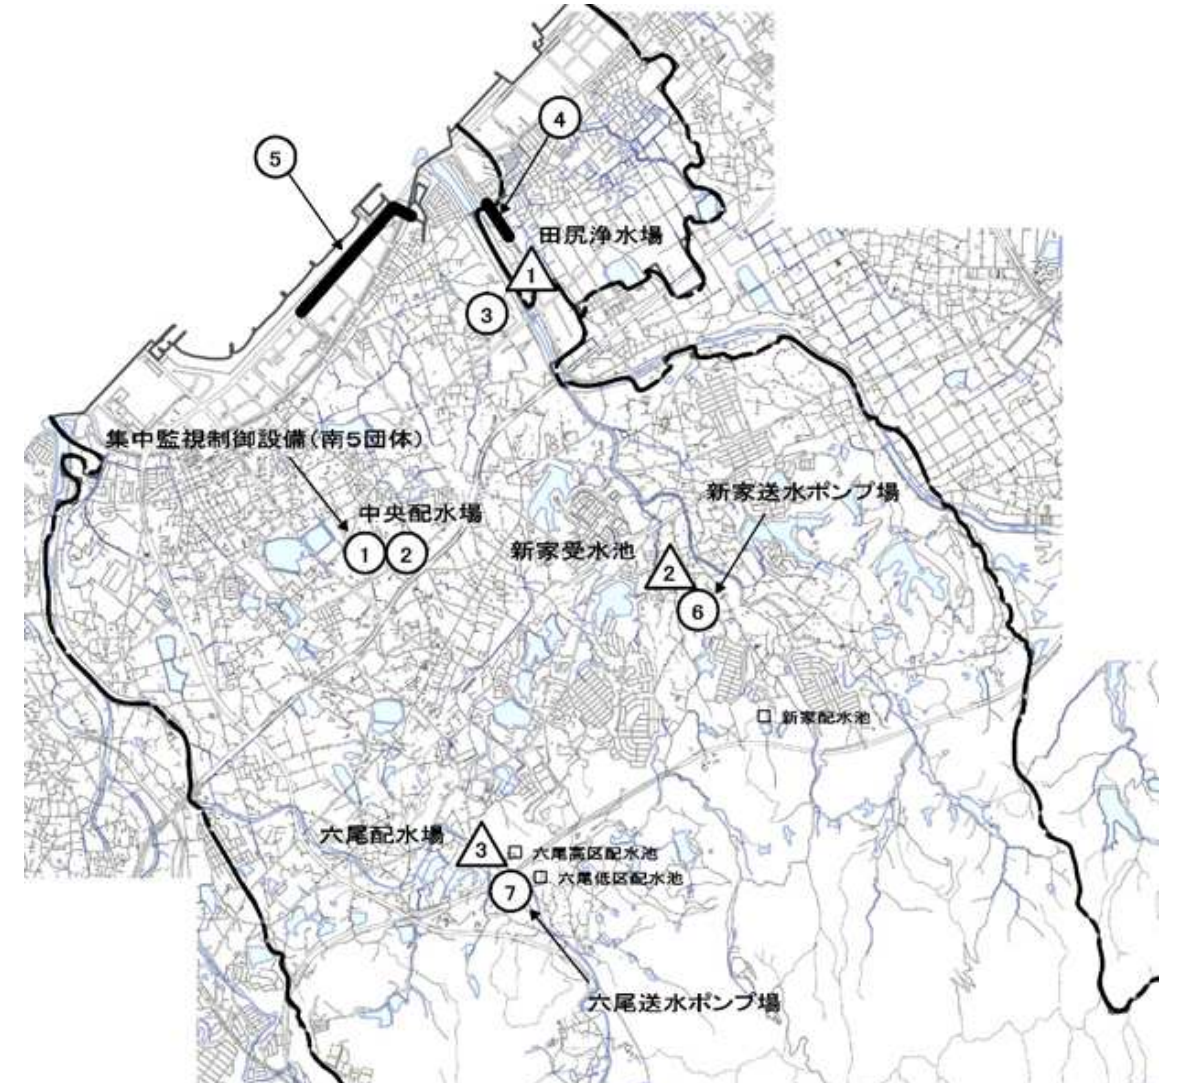 ④
⑤
田尻浄水場
1
③
集中監視制御設備(南5団体)
新家送水ポンプ場
中央配水場
① ②
新家受水池
2
⑥
新家配水池
六尾配水場
3
六尾高区配水池
六尾低区配水池
⑦
六尾送水ポンプ場